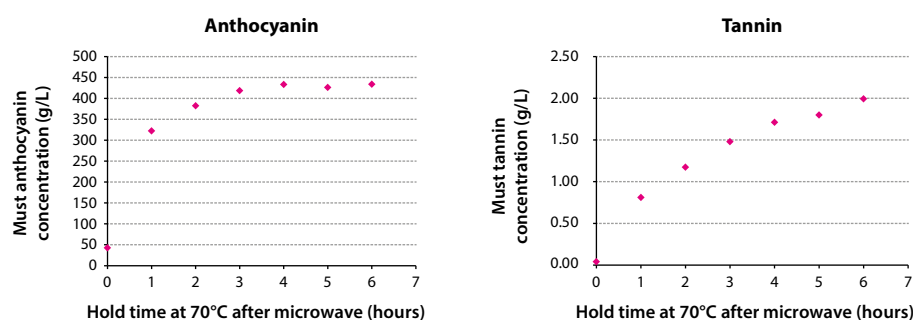 Anthocyanin
Must anthocyanin
concentration (g/L)
500
450
400
350
300
250
200
150
100
50
0
0 1 2 3 4 5 6 7
Hold time at 70°C after microwave (hours)
Tannin
Must tannin
concentration (g/L)
2.50
2.00
1.50
1.00
0.50
0.00
0 1 2 3 4 5 6 7
Hold time at 70°C after microwave (hours)